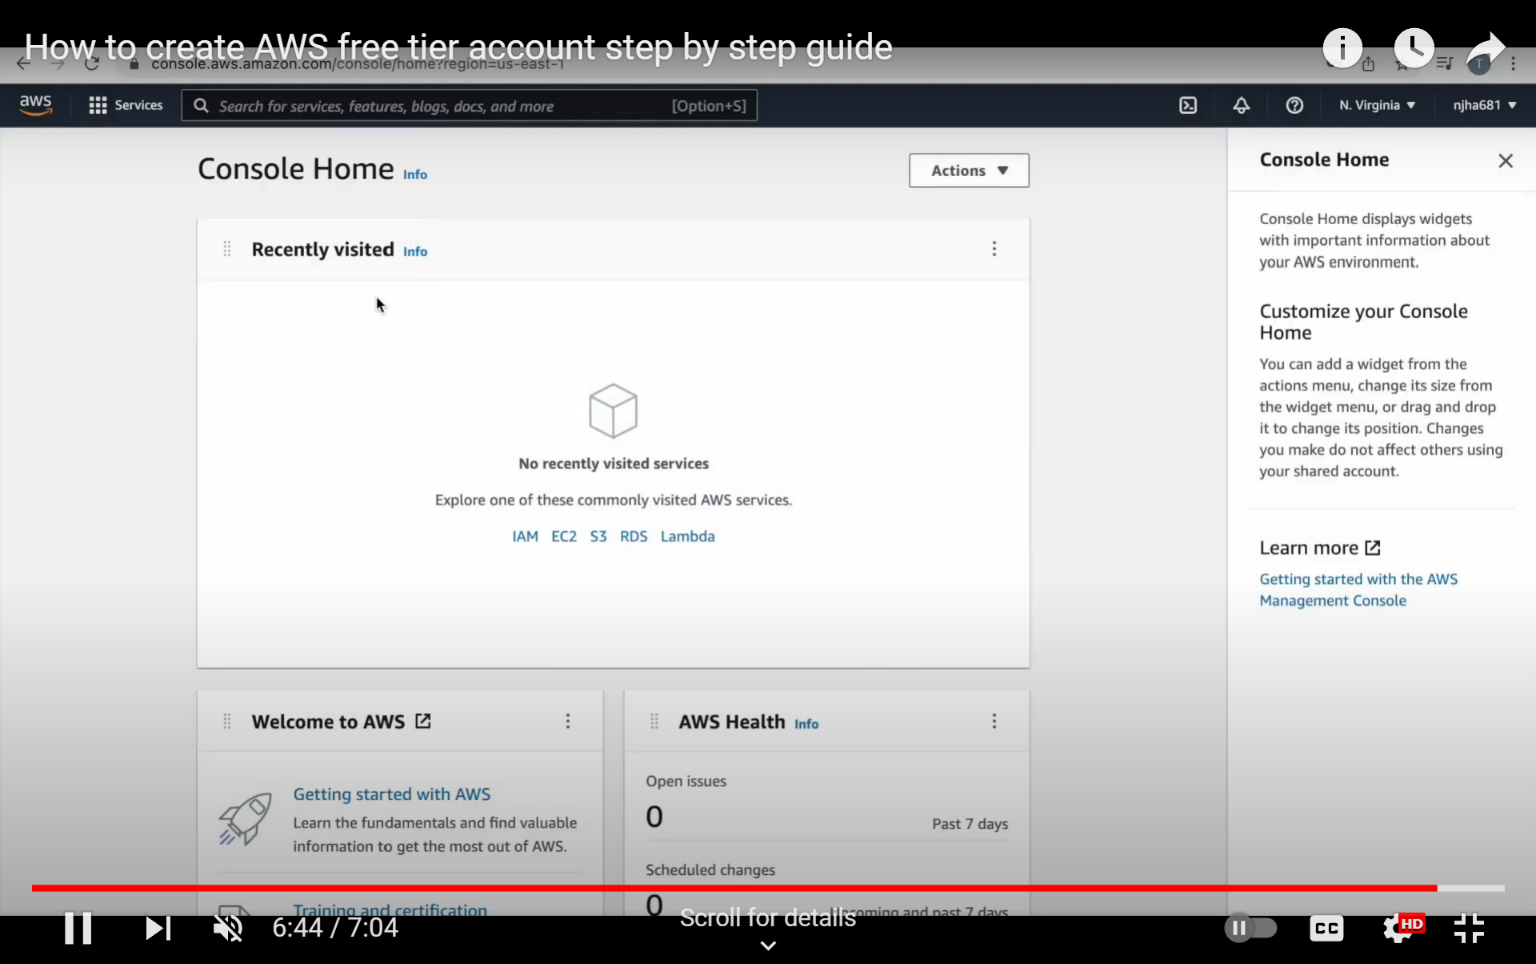 How to create AWS free tier account step by step guide
console.aws.amazon.com/console/home?region=us-east-1
T
aws
Services
Search for services, features, blogs, docs, and more [Option+S]
N. Virginia
njha681
Console Home Info
Actions
Recently visited Info
No recently visited services
Explore one of these commonly visited AWS services.
IAM EC2 S3 RDS Lambda
Welcome to AWS
Getting started with AWS
Learn the fundamentals and find valuable
information to get the most out of AWS.
Training and certification
AWS Health Info
Open issues
0
Past 7 days
Scheduled changes
0
and past 7 days
Console Home
Console Home displays widgets
with important information about
your AWS environment.
Customize your Console
Home
You can add a widget from the
actions menu, change its size from
the widget menu, or drag and drop
it to change its position. Changes
you make do not affect others using
your shared account.
Learn more
Getting started with the AWS
Management Console
6:44 / 7:04
Scroll for details
CC
HD